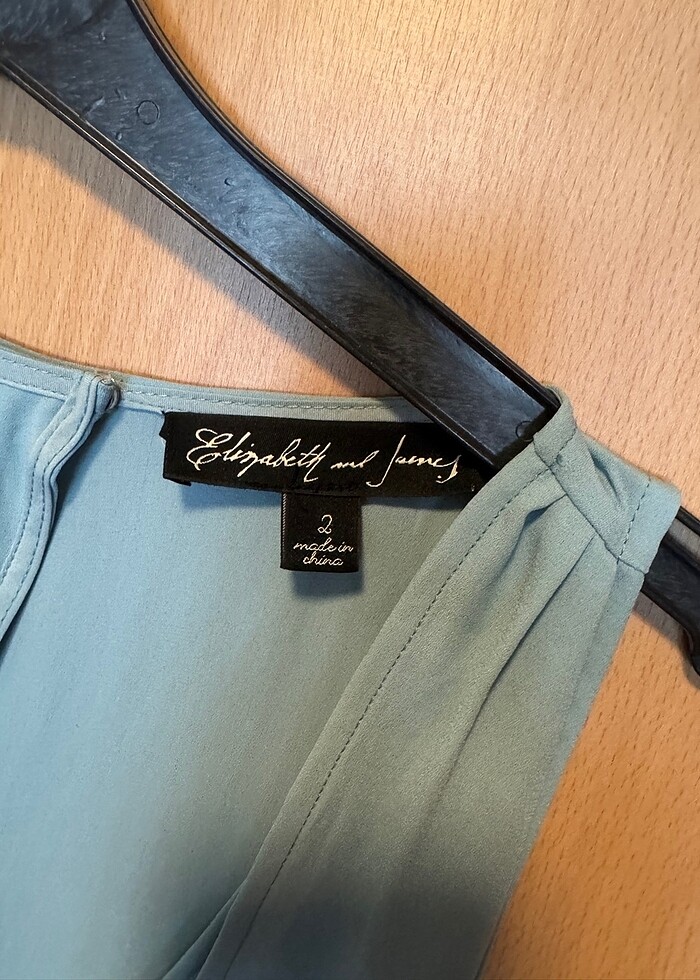 Elizabeth and James
2
made in
china